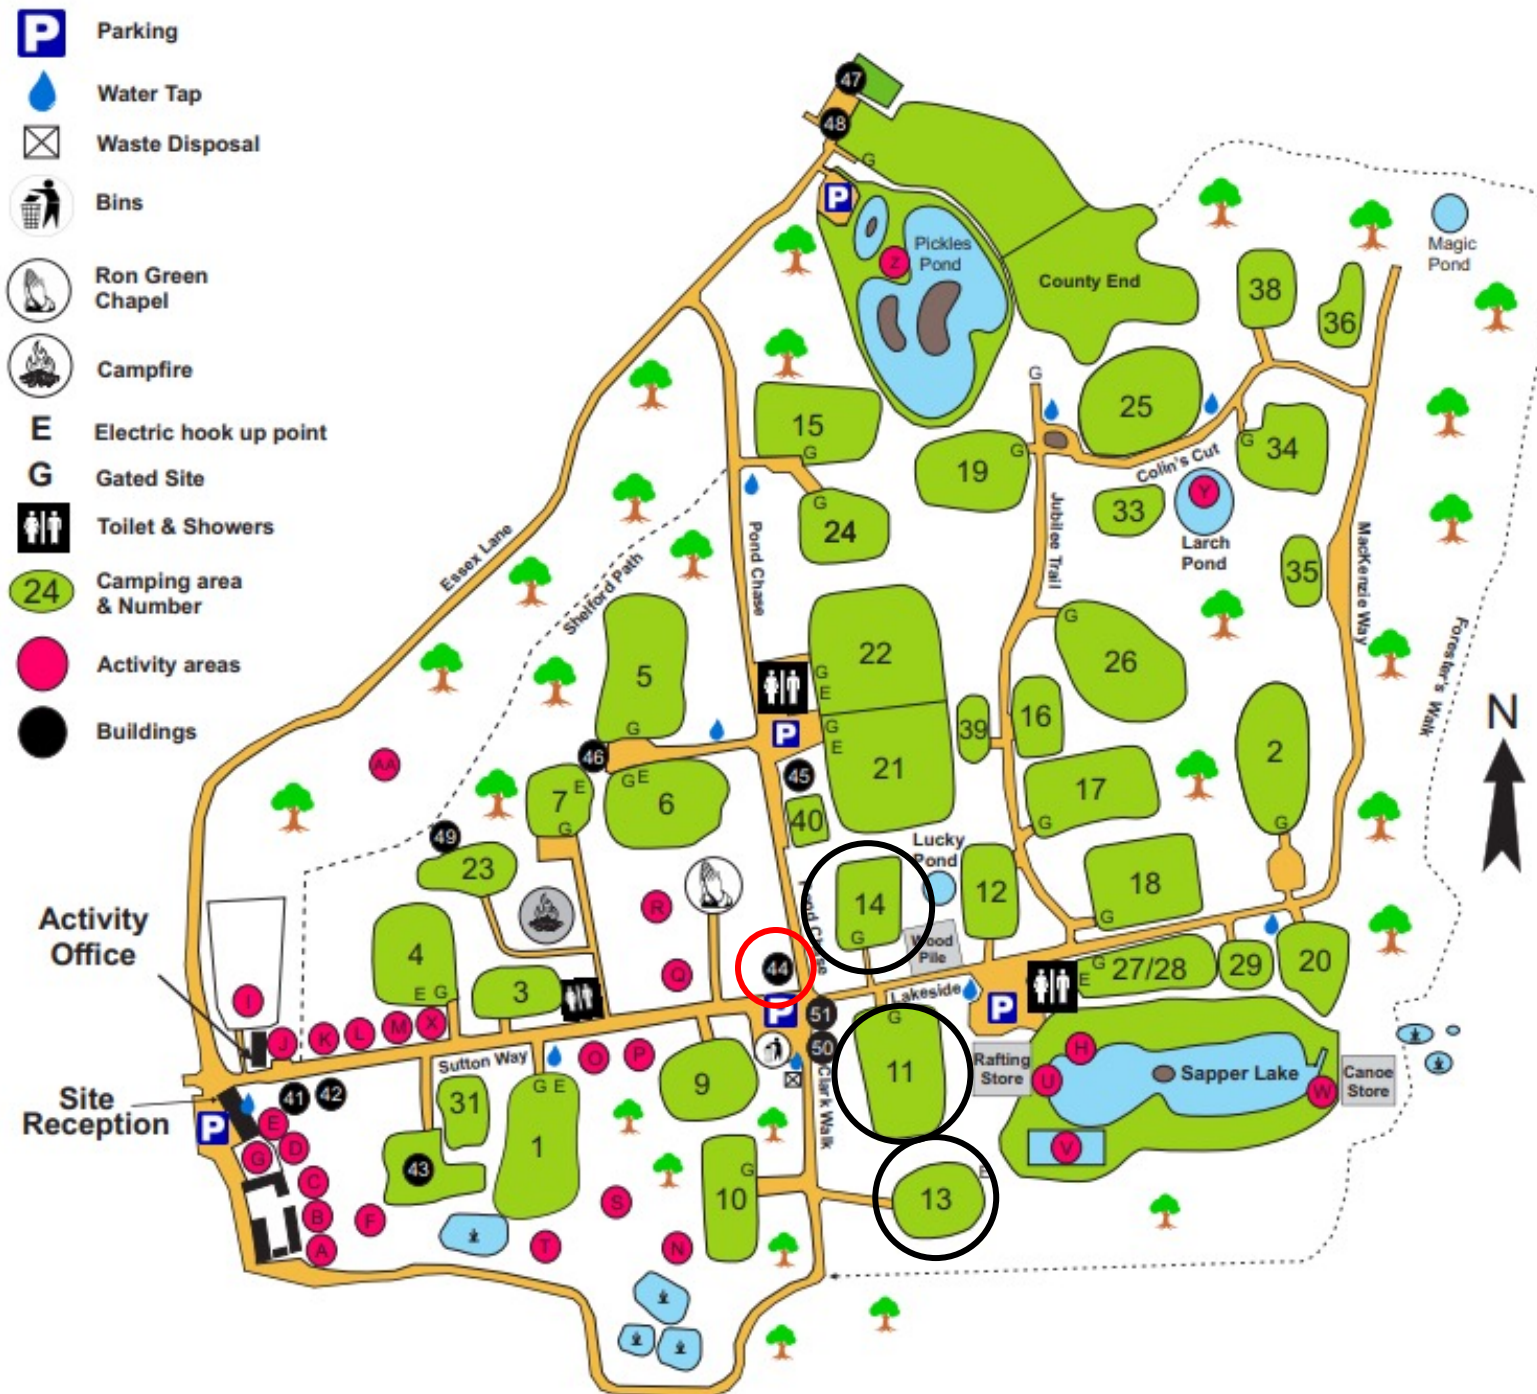 P
Parking
Water Tap
Waste Disposal
Bins
Ron Green
Chapel
Campfire
E
Electric hook up point
G
Gated Site
Toilet & Showers
24
Camping area
& Number
Activity areas
Buildings
47
48
G
P
Z
Pickles
Pond
County End
38
36
Magic
Pond
G
15
G
19
G
25
34
G
Colin's Cut
33
Y
Larch
Pond
35
G
24
Essex Lane
Shelford Path
Pond Chase
Jubilee Trail
MacKenzie Way
Forester's Walk
N
5
G
22
G
E
G
26
P
G
E
21
39
16
2
G
46
45
AA
7
E
G
G E
6
40
17
G
Lucky
Pond
49
23
14
G
12
18
G
R
Pond Chase
Wood
Pile
Activity
Office
4
E G
3
Q
44
P
51
50
Lakeside
P
E
G
27/28
29
20
I
J
K
L
M
X
Sutton Way
O
P
9
G
11
Rafting
Store
H
U
Sapper Lake
W
Canoe
Store
V
Site
Reception
P
41
42
E
D
G
C
B
A
F
31
43
G E
1
Clark Walk
G
10
S
T
N
13
E